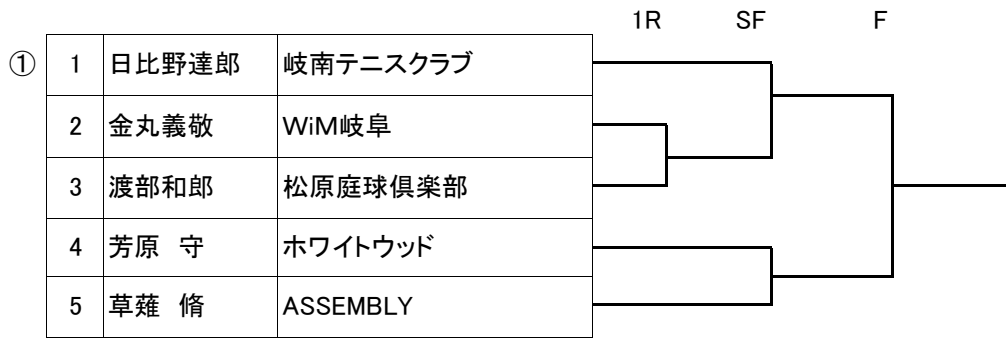 1R SF F
① 1 日比野達郎 岐南テニスクラブ
2 金丸義敬 WiM岐阜
3 渡部和郎 松原庭球倶楽部
4 芳原 守 ホワイトウッド
5 草薙 脩 ASSEMBLY